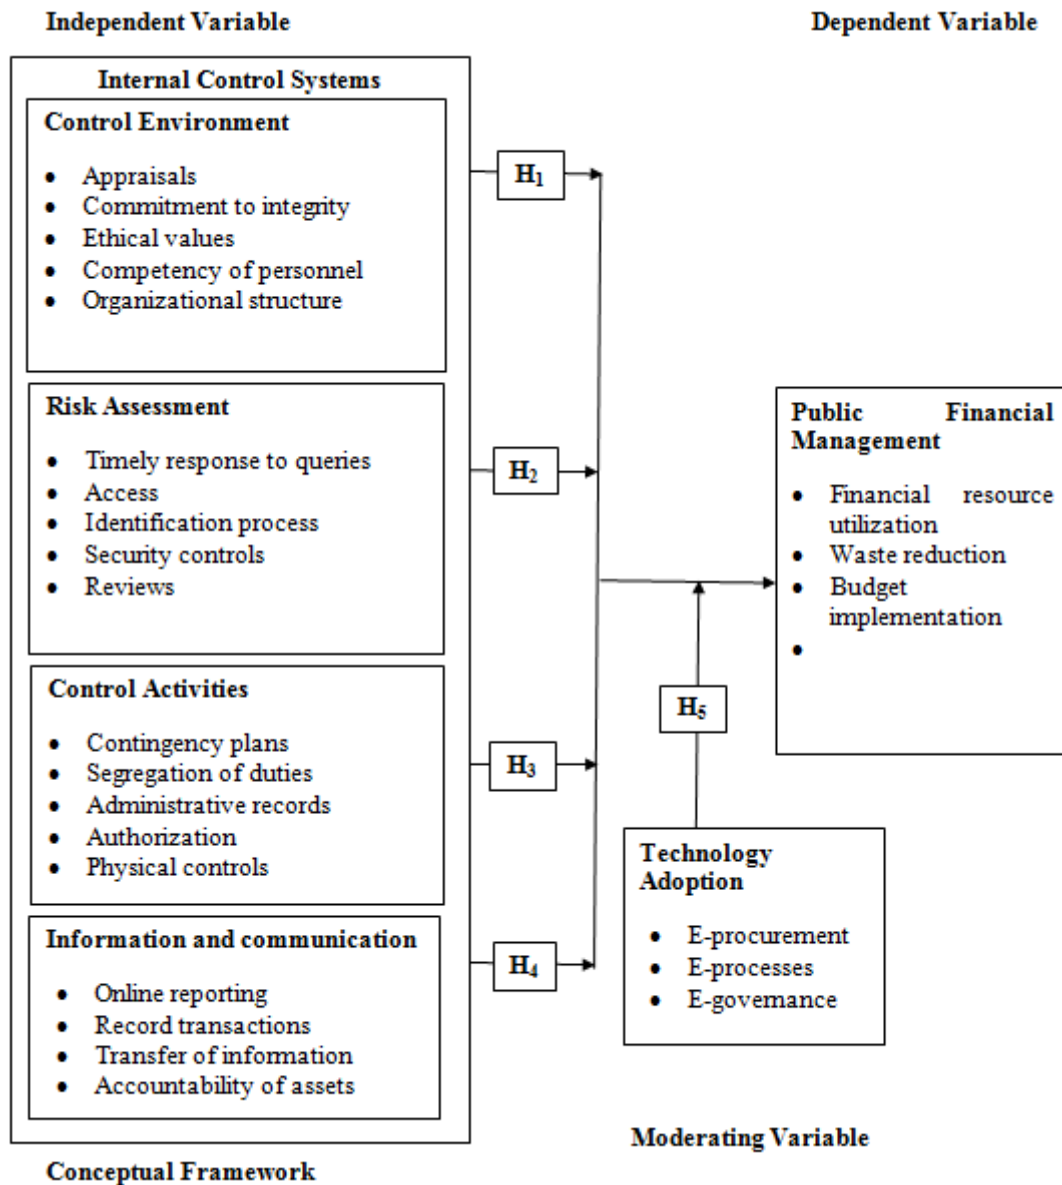 Independent Variable
Dependent Variable
Internal Control Systems
Control Environment
• Appraisals
• Commitment to integrity
• Ethical values
• Competency of personnel
• Organizational structure
H₁
Risk Assessment
• Timely response to queries
• Access
• Identification process
• Security controls
• Reviews
H₂
Control Activities
• Contingency plans
• Segregation of duties
• Administrative records
• Authorization
• Physical controls
H₃
Information and communication
• Online reporting
• Record transactions
• Transfer of information
• Accountability of assets
H₄
Public Financial
Management
• Financial resource
utilization
• Waste reduction
• Budget
implementation
•
H₅
Technology
Adoption
• E-procurement
• E-processes
• E-governance
Moderating Variable
Conceptual Framework